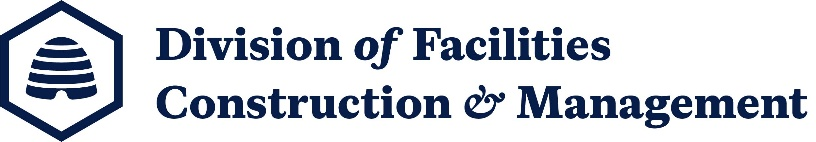 Division of Facilities
Construction & Management